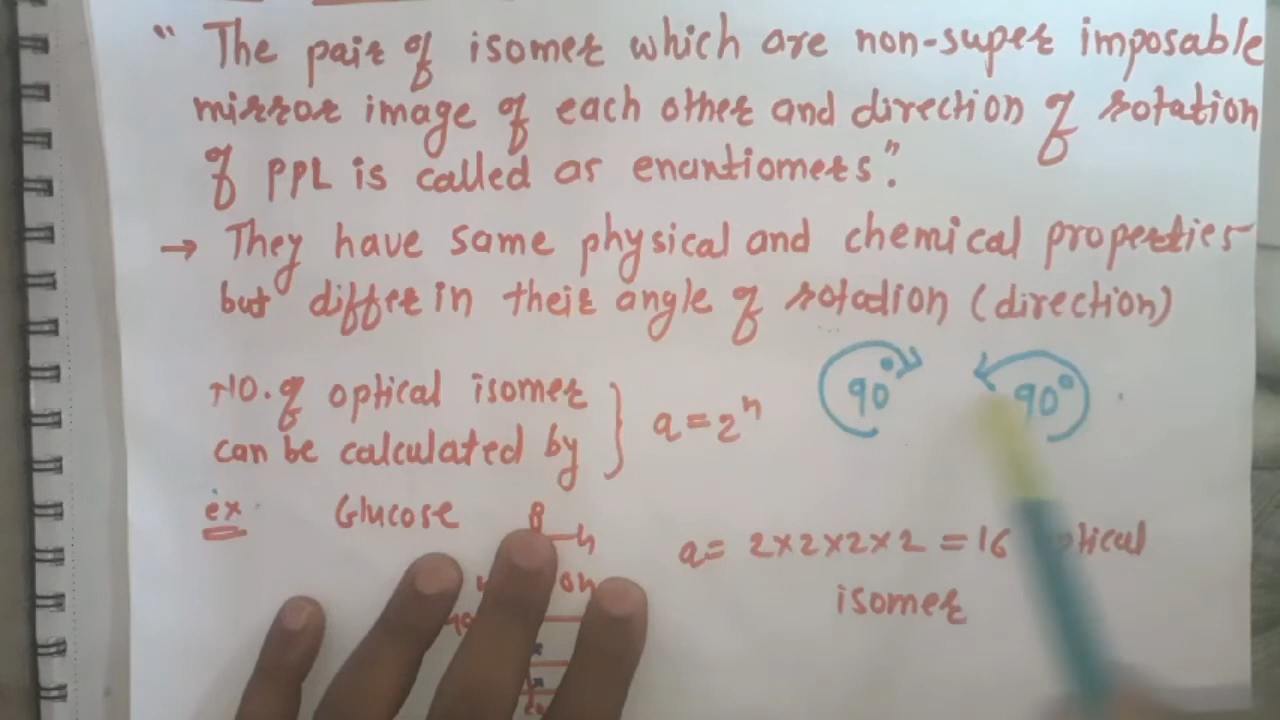 " The pair of isomer which are non-super imposable
mirror image of each other and direction of rotation
of PPL is called as enantiomers".
→ They have same physical and chemical properties
but differ in their angle of rotation (direction)
90° 90°
No. of optical isomer
can be calculated by } a = 2ⁿ
ex Glucose
a = 2×2×2×2 = 16
isomer